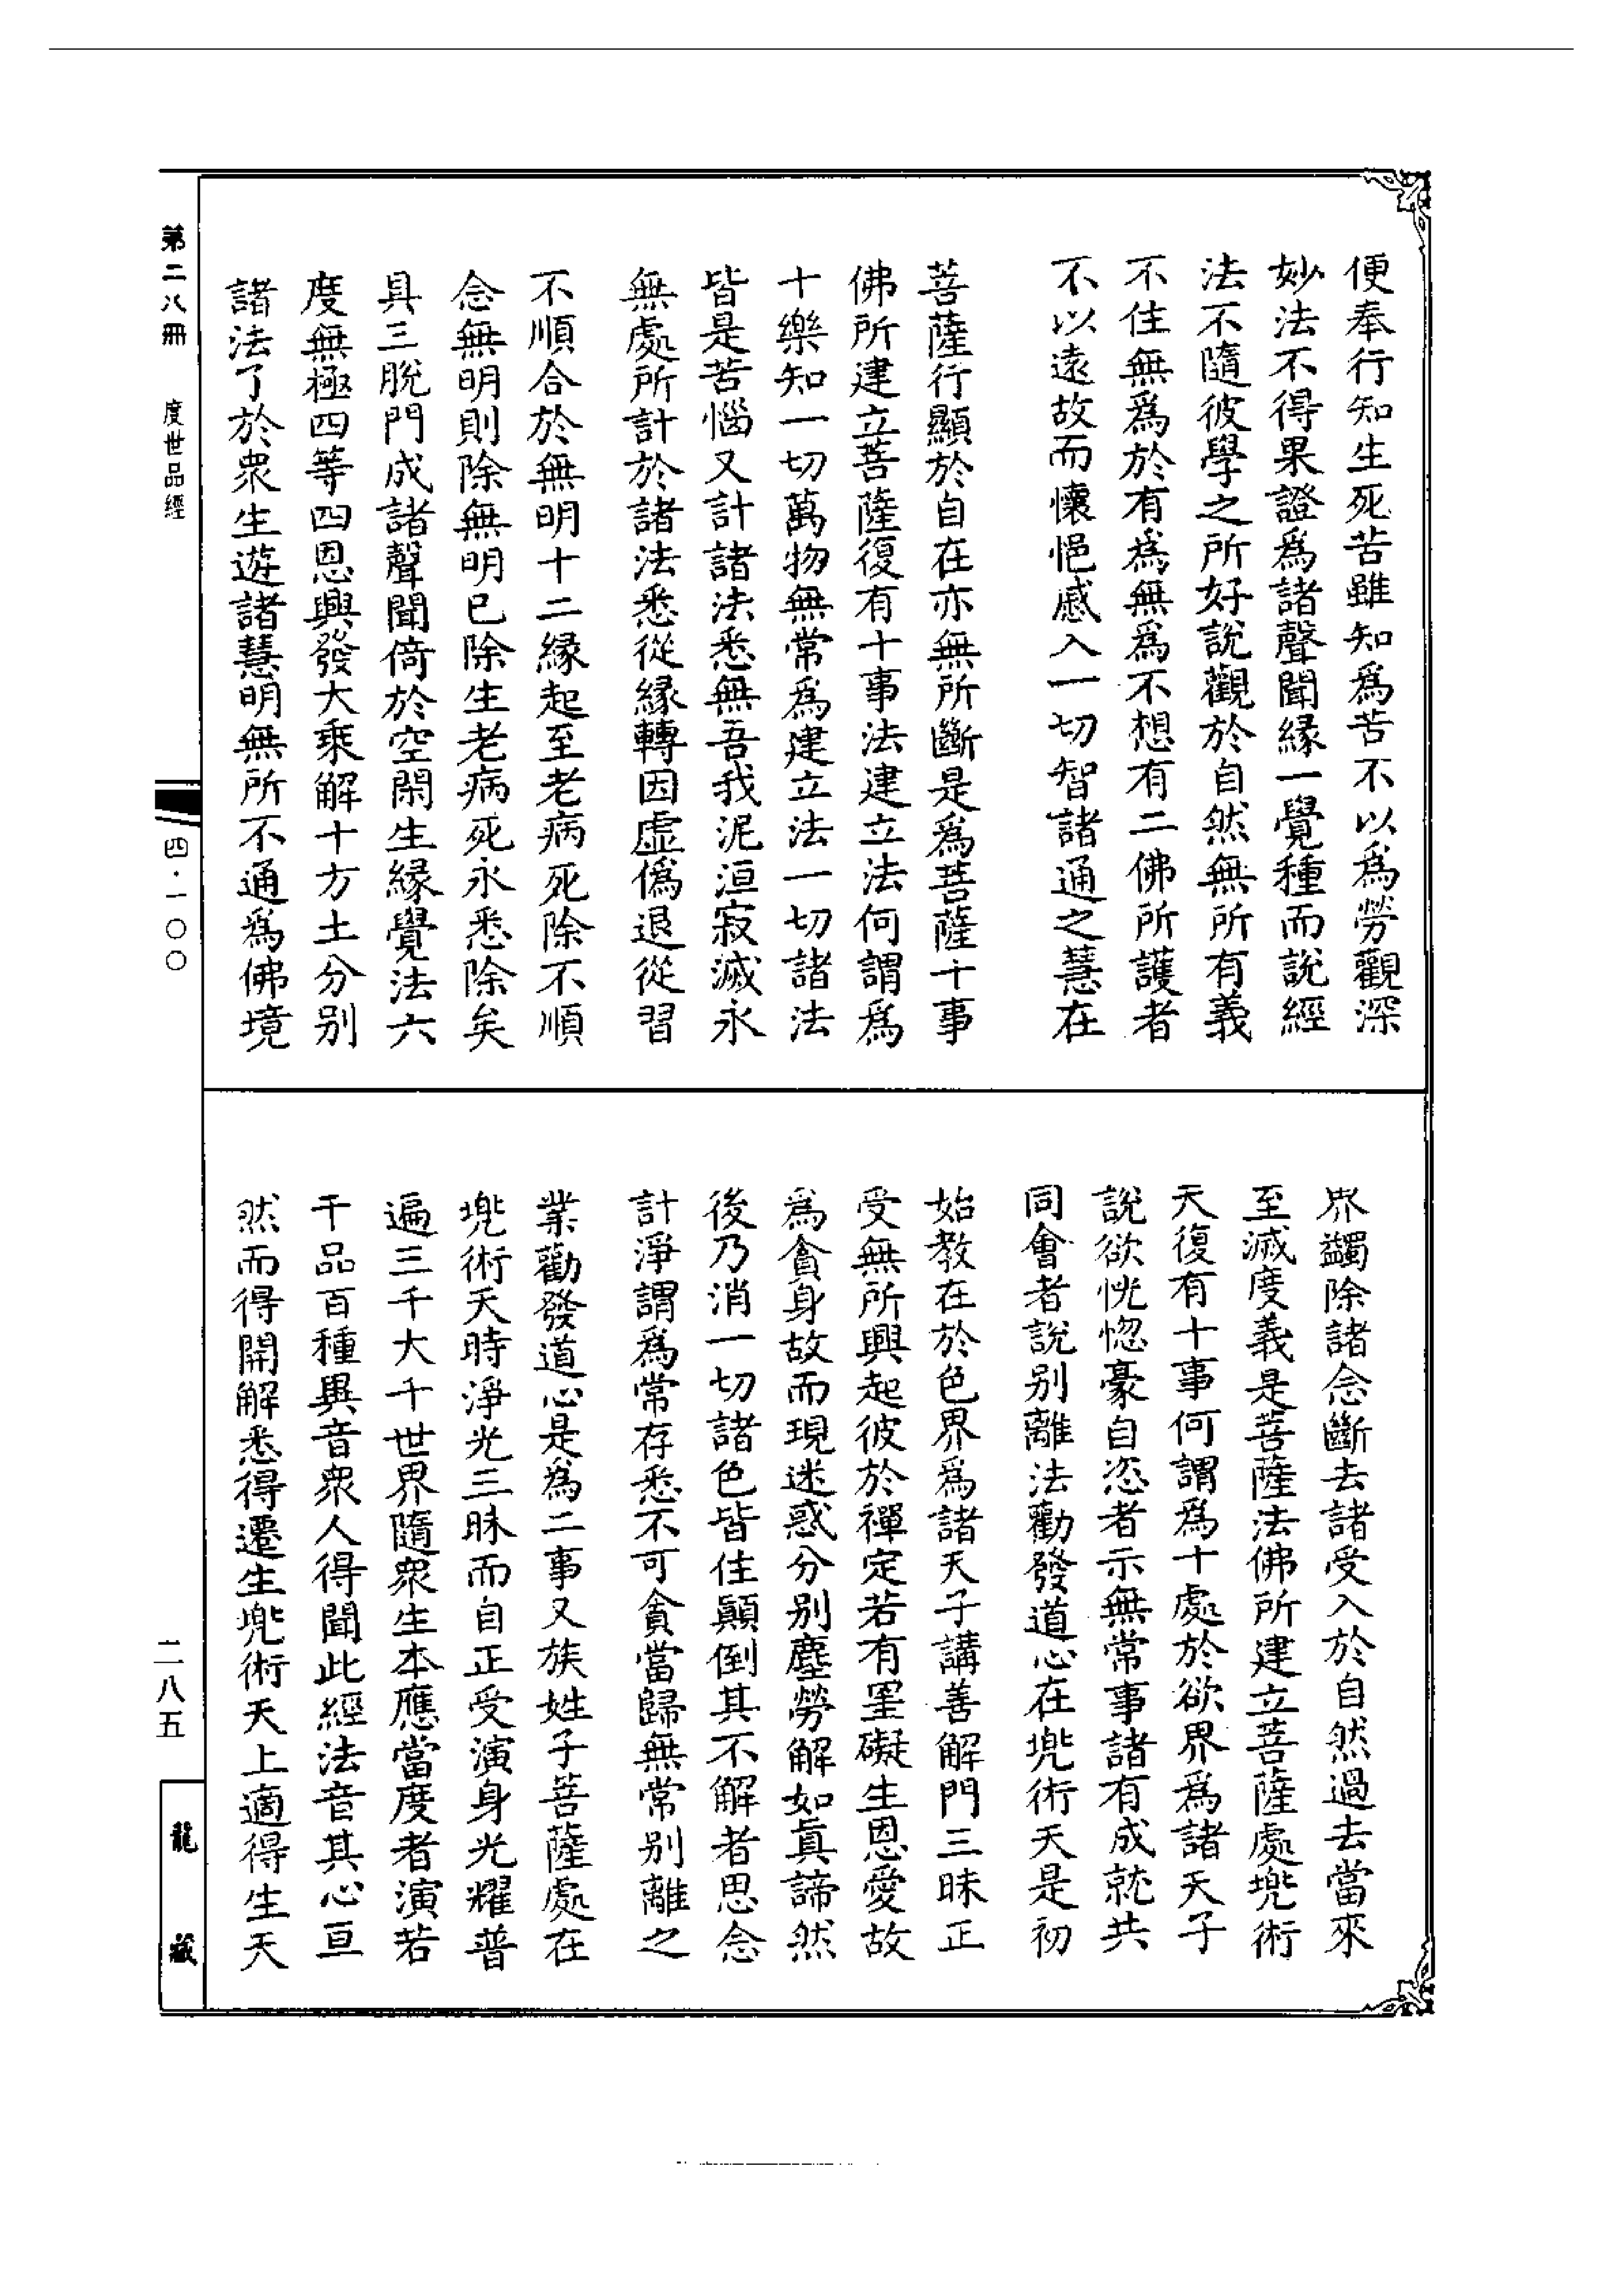 便奉行知生死苦雖知爲苦不以爲勞觀深
妙法不得果證爲諸聲聞緣一覺種而說經
法不隨彼學之所好說觀於自然無所有義
不住無爲於有爲無爲不想有二佛所護者
不以遠故而懷悒慼入一切智諸通之慧在
菩薩行顯於自在亦無所斷是爲菩薩十事
佛所建立菩薩復有十事法建立法何謂爲
十樂知一切萬物無常爲建立法一切諸法
皆是苦惱又計諸法悉無吾我泥洹寂滅永
無處所計於諸法悉從緣轉因虛僞退從習
不順合於無明十二緣起至老病死除不順
念無明則除無明已除生老病死永悉除矣
具三脫門成諸聲聞倚於空閑生緣覺法六
度無極四等四恩興發大乘解十方土分別
諸法了於衆生遊諸慧明無所不通爲佛境
界蠲除諸念斷去諸受入於自然過去當來
至滅度義是菩薩法佛所建立菩薩處兜術
天復有十事何謂爲十處於欲界爲諸天子
說欲恍惚豪自恣者示無常事諸有成就共
同會者說別離法勸發道心在兜術天是初
始教在於色界爲諸天子講善解門三昧正
受無所興起彼於禪定若有罣礙生恩愛故
爲貪身故而現迷惑分別塵勞解如眞諦然
後乃消一切諸色皆住顚倒其不解者思念
計淨謂爲常存悉不可貪當歸無常別離之
業勸發道心是爲二事又族姓子菩薩處在
兜術天時淨光三昧而自正受演身光耀普
遍三千大千世界隨衆生本應當度者演若
干品百種異音衆人得聞此經法音其心亘
然而得開解悉得遷生兜術天上適得生天
第二八冊 度世品經
四·一〇〇
二八五
龍藏